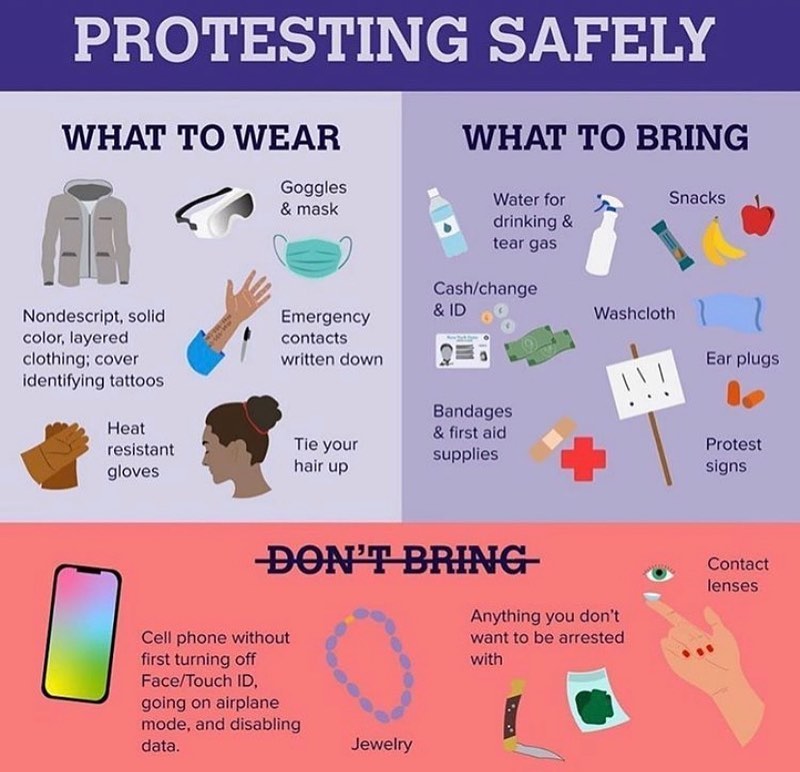 PROTESTING SAFELY
WHAT TO WEAR
Goggles
& mask
Nondescript, solid
color, layered
clothing; cover
identifying tattoos
Emergency
contacts
written down
Heat
resistant
gloves
Tie your
hair up
WHAT TO BRING
Water for
drinking &
tear gas
Snacks
Cash/change
& ID
Washcloth
Ear plugs
Bandages
& first aid
supplies
! ! !
Protest
signs
DON'T BRING
Cell phone without
first turning off
Face/Touch ID,
going on airplane
mode, and disabling
data.
Jewelry
Anything you don't
want to be arrested
with
Contact
lenses